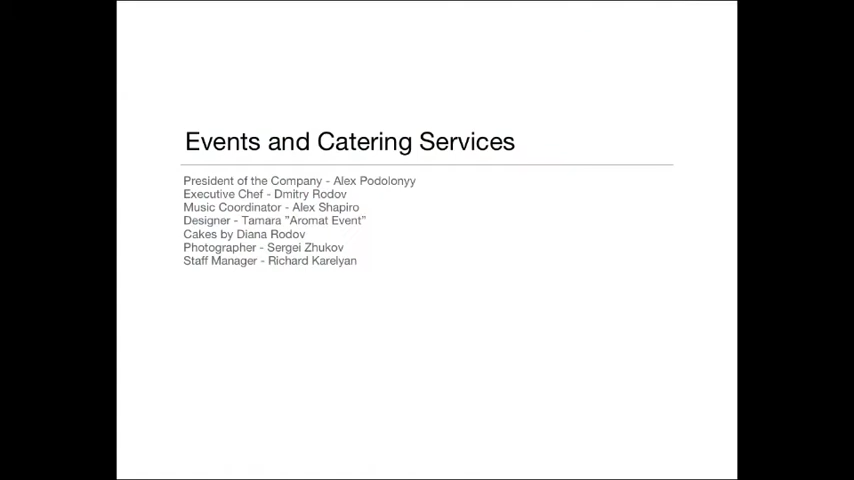 Events and Catering Services
President of the Company - Alex Podolonyy
Executive Chef - Dmitry Rodov
Music Coordinator - Alex Shapiro
Designer - Tamara "Aromat Event"
Cakes by Diana Rodov
Photographer - Sergei Zhukov
Staff Manager - Richard Karelyan